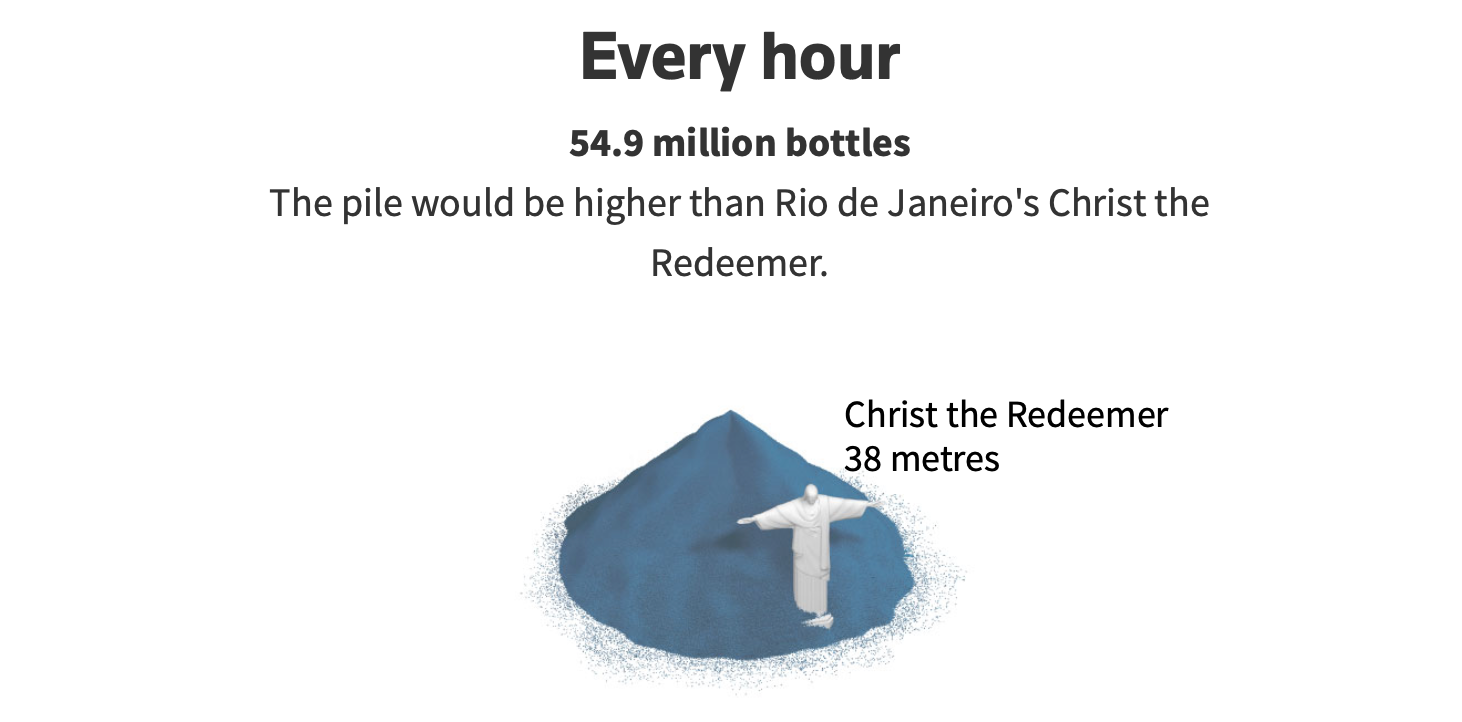 Every hour
54.9 million bottles
The pile would be higher than Rio de Janeiro's Christ the
Redeemer.
Christ the Redeemer
38 metres